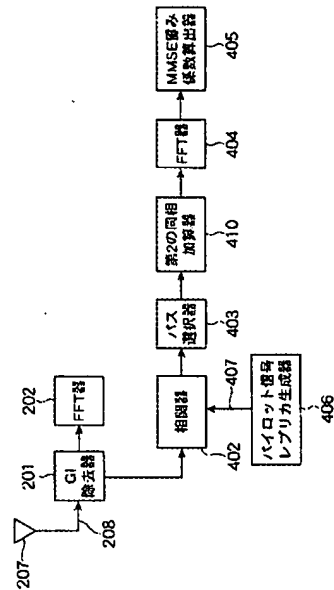 207
208
201
GI
除去器
202
FFT器
402
相関器
407
パイロット信号
レプリカ生成器
406
パス
選択器
403
第2の同相
加算器
410
FFT器
404
MMSE重み
係数算出器
405